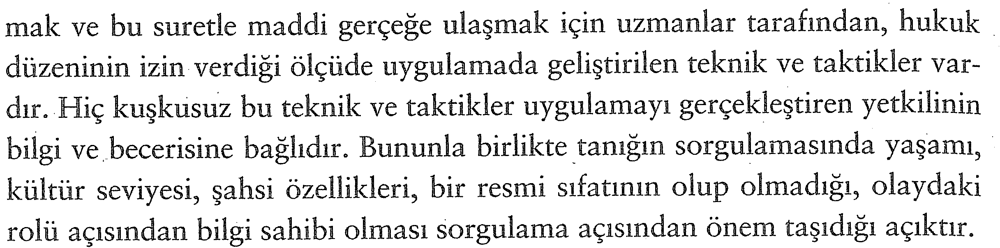 mak ve bu suretle maddi gerçeğe ulaşmak için uzmanlar tarafından, hukuk
düzeninin izin verdiği ölçüde uygulamada geliştirilen teknik ve taktikler var-
dır. Hiç kuşkusuz bu teknik ve taktikler uygulamayı gerçekleştiren yetkilinin
bilgi ve becerisine bağlıdır. Bununla birlikte tanığın sorgulamasında yaşamı,
kültür seviyesi, şahsi özellikleri, bir resmi sıfatının olup olmadığı, olaydaki
rolü açısından bilgi sahibi olması sorgulama açısından önem taşıdığı açıktır.